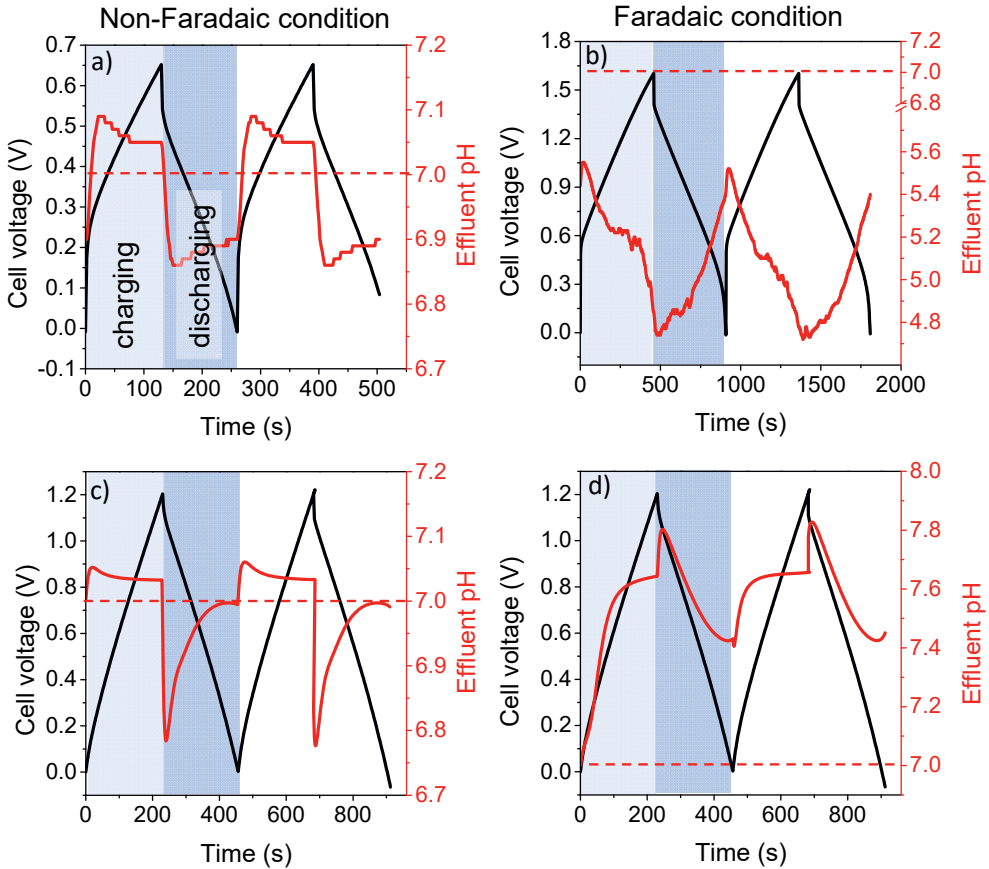 Non-Faradaic condition
Faradaic condition
a)
0.7
0.6
0.5
0.4
0.3
0.2
0.1
0.0
-0.1
Cell voltage (V)
charging
discharging
7.2
7.1
7.0
6.9
6.8
6.7
Effluent pH
0 100 200 300 400 500
Time (s)
b)
1.8
1.5
1.2
0.9
0.6
0.3
0.0
Cell voltage (V)
7.2
7.0
6.8
5.6
5.4
5.2
5.0
4.8
Effluent pH
0 500 1000 1500 2000
Time (s)
c)
1.2
1.0
0.8
0.6
0.4
0.2
0.0
Cell voltage (V)
7.2
7.1
7.0
6.9
6.8
6.7
Effluent pH
0 200 400 600 800
Time (s)
d)
1.2
1.0
0.8
0.6
0.4
0.2
0.0
Cell voltage (V)
8.0
7.8
7.6
7.4
7.2
7.0
Effluent pH
0 200 400 600 800
Time (s)